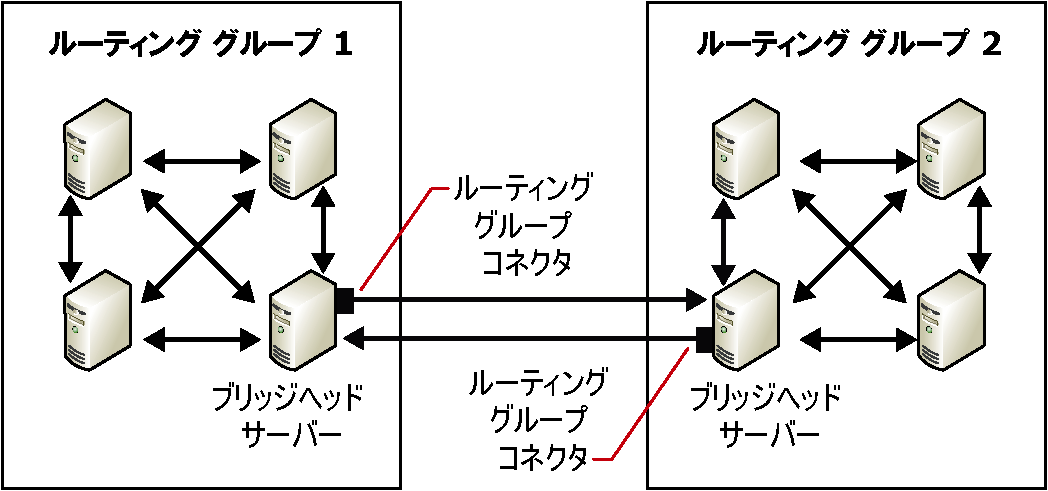 ルーティング グループ 1
ルーティング グループ 2
ルーティング
グループ
コネクタ
ルーティング
グループ
コネクタ
ブリッジヘッド
サーバー
ブリッジヘッド
サーバー